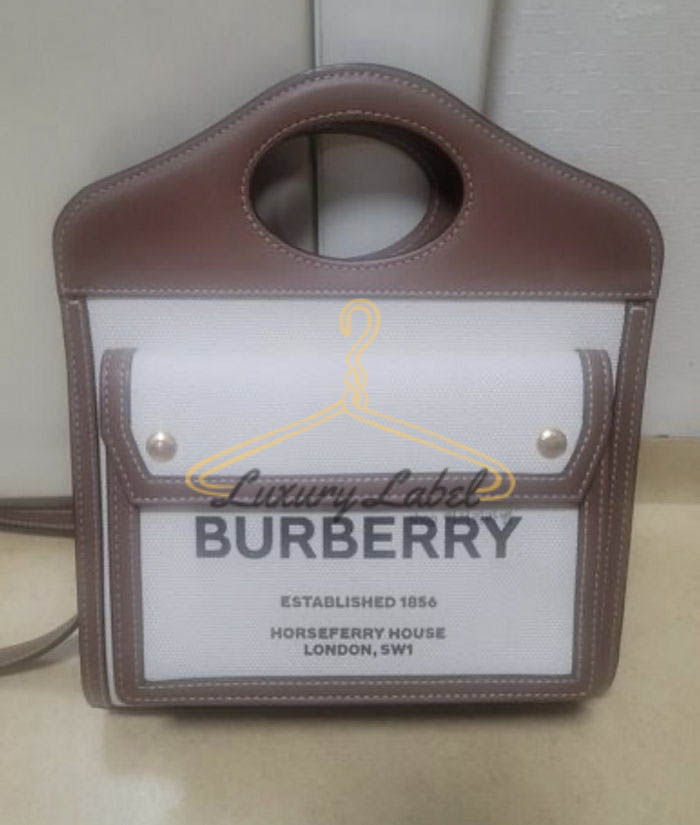 Luxury Label
BURBERRY
ESTABLISHED 1856
HORSEFERRY HOUSE
LONDON, SW1